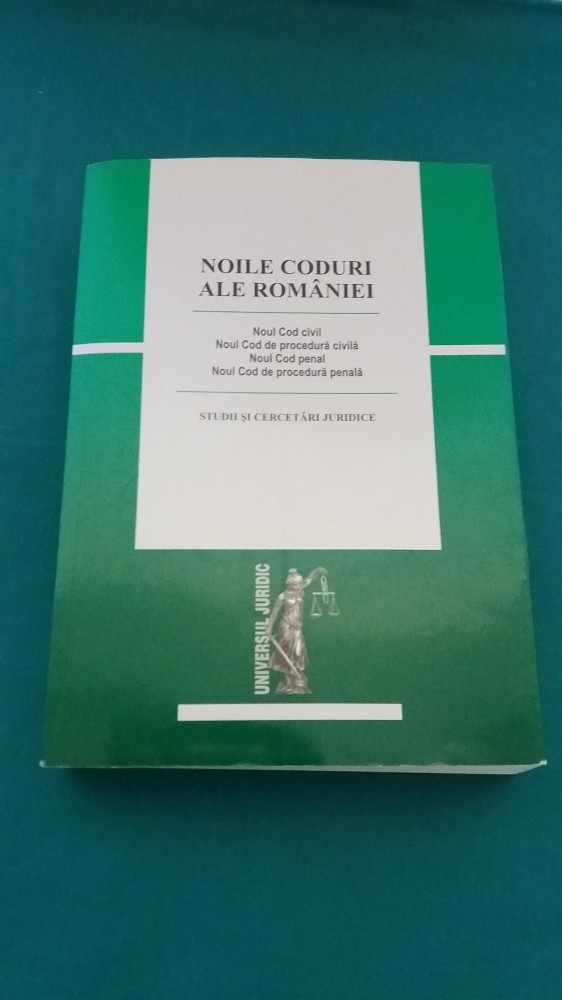 NOILE CODURI
ALE ROMÂNIEI
Noul Cod civil
Noul Cod de procedură civilă
Noul Cod penal
Noul Cod de procedură penală
STUDII ŞI CERCETĂRI JURIDICE
UNIVERSUL JURIDIC